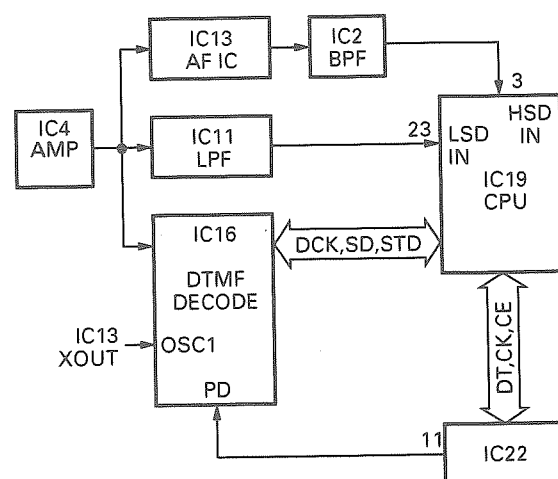 IC13
AF IC
IC2
BPF
3
IC4
AMP
IC11
LPF
23
LSD
IN
HSD
IN
IC19
CPU
IC16
DTMF
DECODE
DCK,SD,STD
IC13
XOUT
OSC1
PD
DT,CK,CE
11
IC22